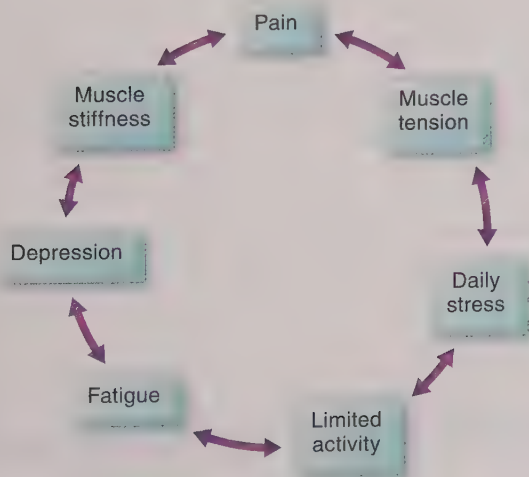 Pain
Muscle
tension
Daily
stress
Limited
activity
Fatigue
Depression
Muscle
stiffness